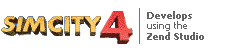 SIMCITY 4
Develops
using the
Zend Studio